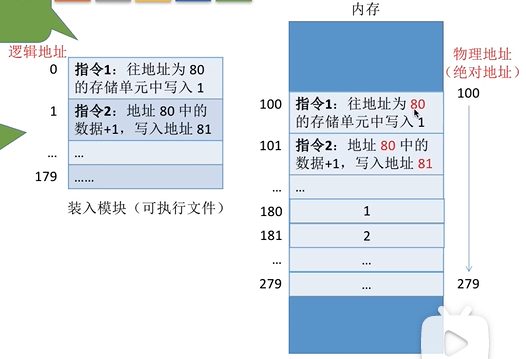 内存
逻辑地址
物理地址
（绝对地址）
0
指令1：往地址为 80
的存储单元中写入 1
1
指令2：地址 80 中的
数据+1，写入地址 81
...
...
179
......
装入模块（可执行文件）
100
指令1：往地址为 80
的存储单元中写入 1
101
指令2：地址 80 中的
数据+1，写入地址 81
...
...
180
1
181
2
...
...
279
...
100
279